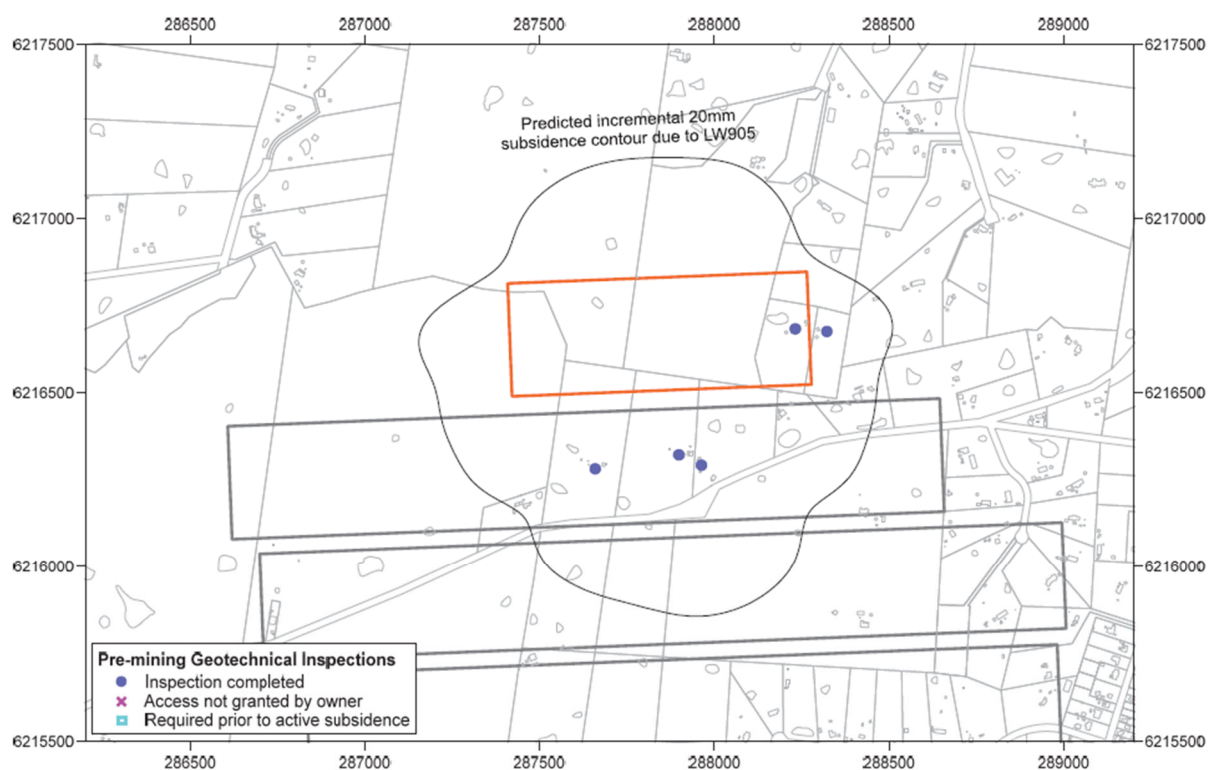 286500 287000 287500 288000 288500 289000
6217500 6217500
Predicted incremental 20mm
subsidence contour due to LW905
6217000 6217000
6216500 6216500
6216000 6216000
Pre-mining Geotechnical Inspections
Inspection completed
Access not granted by owner
Required prior to active subsidence
6215500 6215500
286500 287000 287500 288000 288500 289000